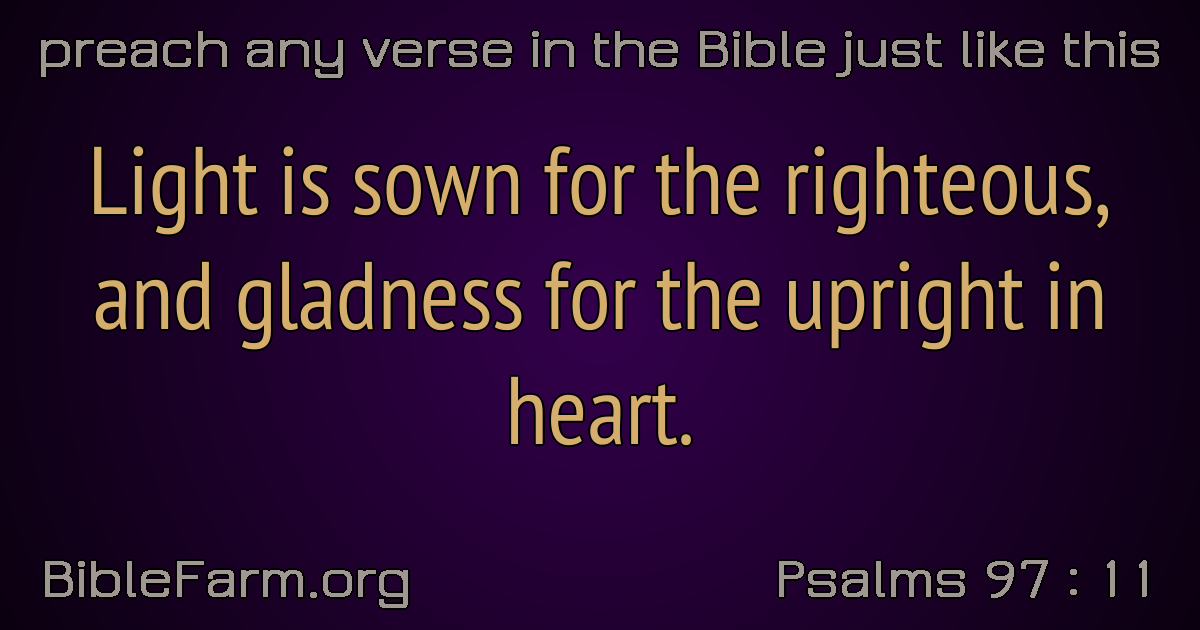 preach any verse in the Bible just like this
Light is sown for the righteous,
and gladness for the upright in
heart.
BibleFarm.org
Psalms 97 : 11